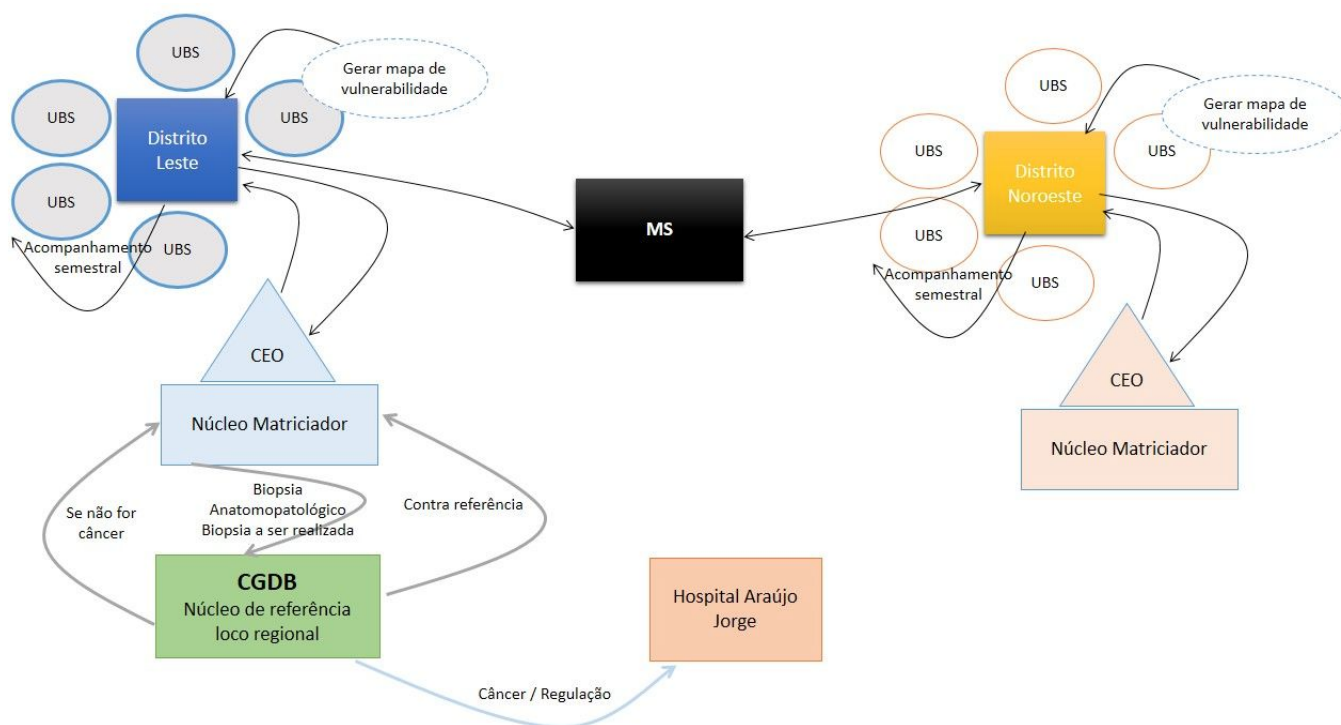 UBS
Gerar mapa de
vulnerabilidade
UBS
UBS
Distrito
Leste
UBS
UBS
Acompanhamento
semestral
MS
UBS
Gerar mapa de
vulnerabilidade
UBS
UBS
Distrito
Noroeste
UBS
UBS
Acompanhamento
semestral
CEO
Núcleo Matriciador
CEO
Núcleo Matriciador
Se não for
câncer
Biopsia
Anatomopatológico
Biopsia a ser realizada
Contra referência
CGDB
Núcleo de referência
loco regional
Hospital Araújo
Jorge
Câncer / Regulação